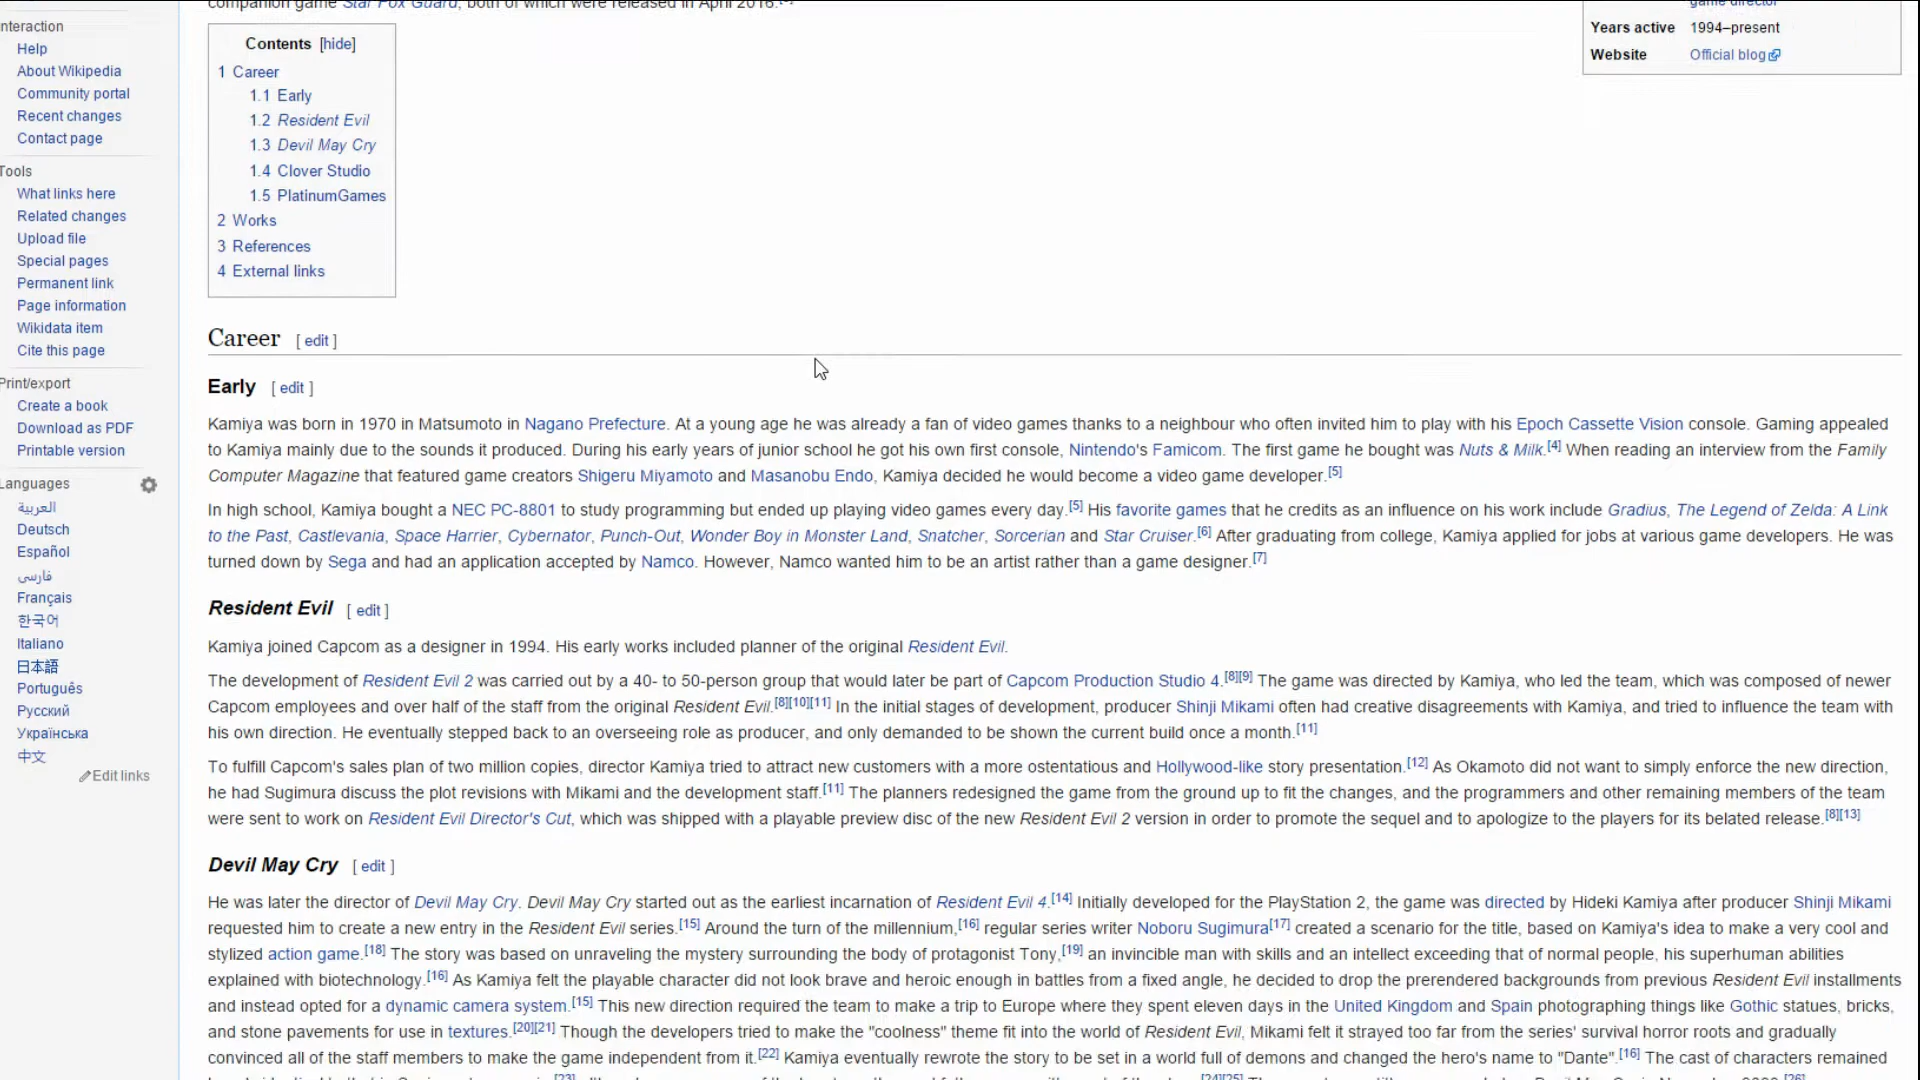 companion game Star Fox Guard, both of which were released in April 2016.
game director
Years active 1994–present
Website Official blog
Interaction
Help
About Wikipedia
Community portal
Recent changes
Contact page
Tools
What links here
Related changes
Upload file
Special pages
Permanent link
Page information
Wikidata item
Cite this page
Print/export
Create a book
Download as PDF
Printable version
Languages
العربية
Deutsch
Español
فارسی
Français
한국어
Italiano
日本語
Português
Русский
Українська
中文
Edit links
Contents [hide]
1 Career
1.1 Early
1.2 Resident Evil
1.3 Devil May Cry
1.4 Clover Studio
1.5 PlatinumGames
2 Works
3 References
4 External links
Career [ edit ]
Early [ edit ]
Kamiya was born in 1970 in Matsumoto in Nagano Prefecture. At a young age he was already a fan of video games thanks to a neighbour who often invited him to play with his Epoch Cassette Vision console. Gaming appealed
to Kamiya mainly due to the sounds it produced. During his early years of junior school he got his own first console, Nintendo's Famicom. The first game he bought was Nuts & Milk.[4] When reading an interview from the Family
Computer Magazine that featured game creators Shigeru Miyamoto and Masanobu Endo, Kamiya decided he would become a video game developer.[5]
In high school, Kamiya bought a NEC PC-8801 to study programming but ended up playing video games every day.[5] His favorite games that he credits as an influence on his work include Gradius, The Legend of Zelda: A Link
to the Past, Castlevania, Space Harrier, Cybernator, Punch-Out, Wonder Boy in Monster Land, Snatcher, Sorcerian and Star Cruiser.[6] After graduating from college, Kamiya applied for jobs at various game developers. He was
turned down by Sega and had an application accepted by Namco. However, Namco wanted him to be an artist rather than a game designer.[7]
Resident Evil [ edit ]
Kamiya joined Capcom as a designer in 1994. His early works included planner of the original Resident Evil.
The development of Resident Evil 2 was carried out by a 40- to 50-person group that would later be part of Capcom Production Studio 4.[8][9] The game was directed by Kamiya, who led the team, which was composed of newer
Capcom employees and over half of the staff from the original Resident Evil.[8][10][11] In the initial stages of development, producer Shinji Mikami often had creative disagreements with Kamiya, and tried to influence the team with
his own direction. He eventually stepped back to an overseeing role as producer, and only demanded to be shown the current build once a month.[11]
To fulfill Capcom's sales plan of two million copies, director Kamiya tried to attract new customers with a more ostentatious and Hollywood-like story presentation.[12] As Okamoto did not want to simply enforce the new direction,
he had Sugimura discuss the plot revisions with Mikami and the development staff.[11] The planners redesigned the game from the ground up to fit the changes, and the programmers and other remaining members of the team
were sent to work on Resident Evil Director's Cut, which was shipped with a playable preview disc of the new Resident Evil 2 version in order to promote the sequel and to apologize to the players for its belated release.[8][13]
Devil May Cry [ edit ]
He was later the director of Devil May Cry. Devil May Cry started out as the earliest incarnation of Resident Evil 4.[14] Initially developed for the PlayStation 2, the game was directed by Hideki Kamiya after producer Shinji Mikami
requested him to create a new entry in the Resident Evil series.[15] Around the turn of the millennium,[16] regular series writer Noboru Sugimura[17] created a scenario for the title, based on Kamiya's idea to make a very cool and
stylized action game.[18] The story was based on unraveling the mystery surrounding the body of protagonist Tony,[19] an invincible man with skills and an intellect exceeding that of normal people, his superhuman abilities
explained with biotechnology.[16] As Kamiya felt the playable character did not look brave and heroic enough in battles from a fixed angle, he decided to drop the prerendered backgrounds from previous Resident Evil installments
and instead opted for a dynamic camera system.[15] This new direction required the team to make a trip to Europe where they spent eleven days in the United Kingdom and Spain photographing things like Gothic statues, bricks,
and stone pavements for use in textures.[20][21] Though the developers tried to make the "coolness" theme fit into the world of Resident Evil, Mikami felt it strayed too far from the series' survival horror roots and gradually
convinced all of the staff members to make the game independent from it.[22] Kamiya eventually rewrote the story to be set in a world full of demons and changed the hero's name to "Dante".[16] The cast of characters remained